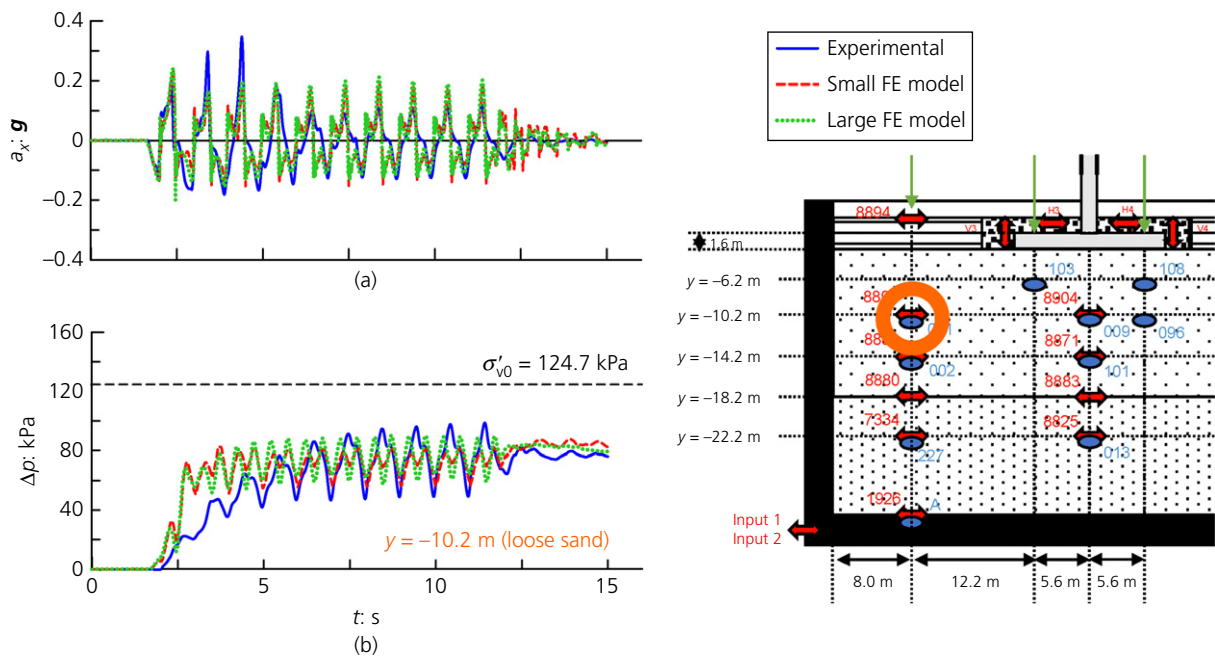 0.4
0.2
0
−0.2
−0.4
a_x: g
(a)
160
120
80
40
0
Δp: kPa
σ′v0 = 124.7 kPa
y = −10.2 m (loose sand)
0
5
10
15
t: s
(b)
Experimental
Small FE model
Large FE model
8894
H3
H4
V3
V4
1.6 m
y = −6.2 m
103
108
y = −10.2 m
8904
009
096
y = −14.2 m
002
8871
101
y = −18.2 m
8880
8883
y = −22.2 m
7334
8825
227
013
1926
A
Input 1
Input 2
8.0 m
12.2 m
5.6 m
5.6 m